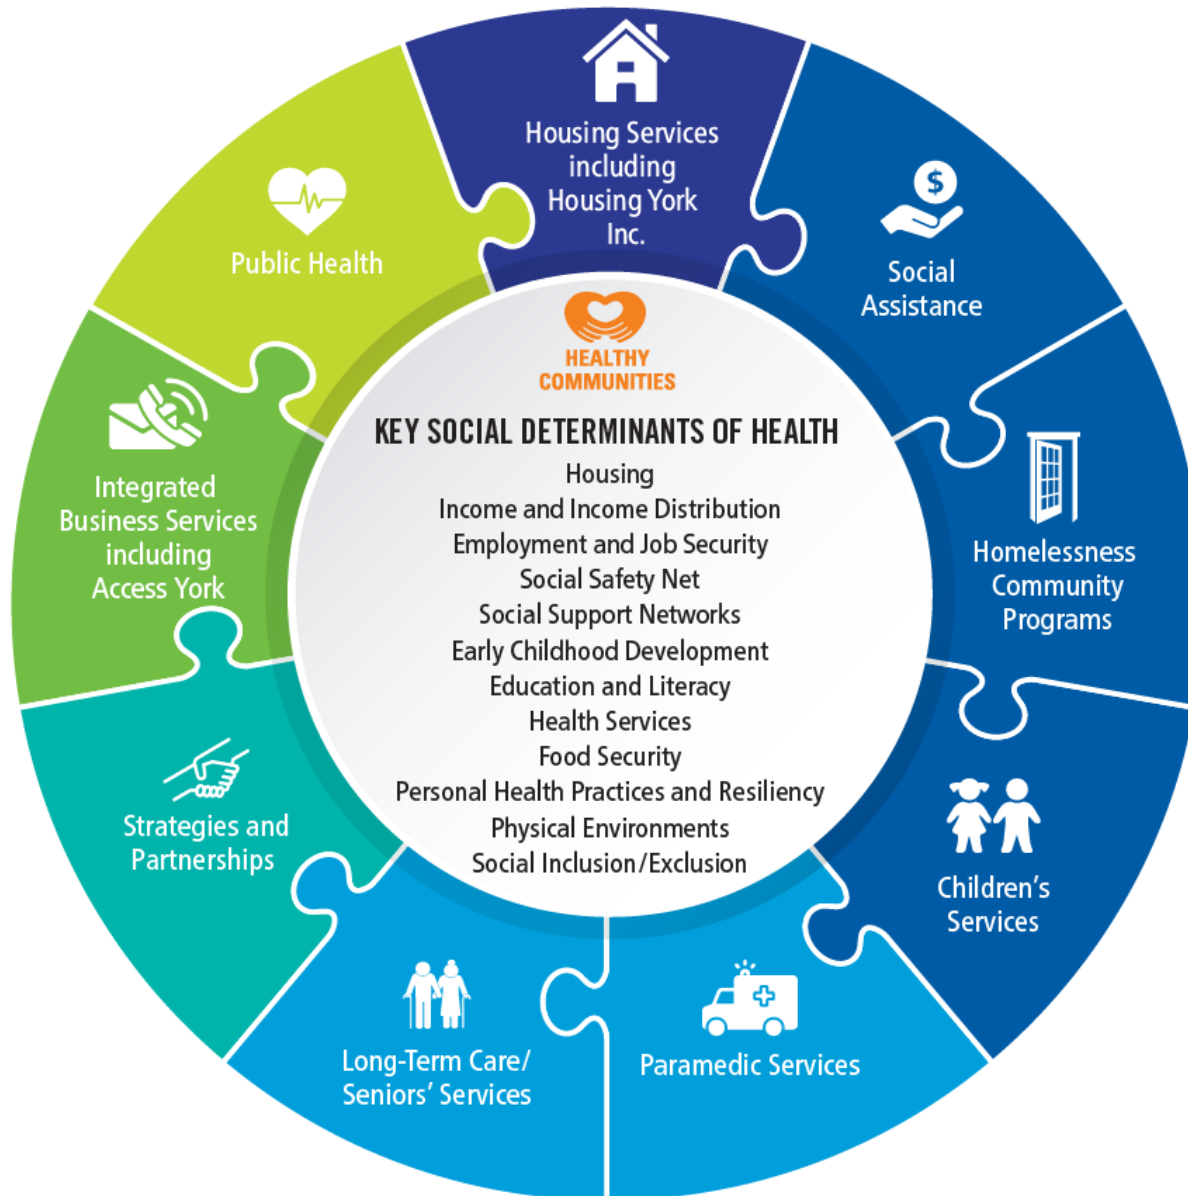 Housing Services
including
Housing York
Inc.
$
Social
Assistance
Homelessness
Community
Programs
Children’s
Services
Paramedic Services
Long-Term Care/
Seniors’ Services
Strategies and
Partnerships
Integrated
Business Services
including
Access York
Public Health
HEALTHY
COMMUNITIES
KEY SOCIAL DETERMINANTS OF HEALTH
Housing
Income and Income Distribution
Employment and Job Security
Social Safety Net
Social Support Networks
Early Childhood Development
Education and Literacy
Health Services
Food Security
Personal Health Practices and Resiliency
Physical Environments
Social Inclusion/Exclusion